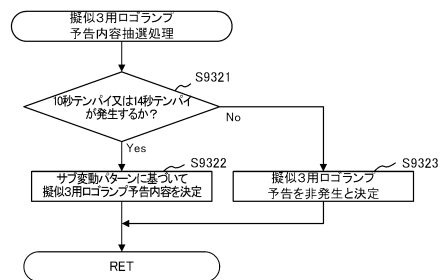 擬似3用ロゴランプ
予告内容抽選処理
S9321
10秒テンパイ又は14秒テンパイ
が発生するか?
No
Yes
S9322
サブ変動パターンに基づいて
擬似3用ロゴランプ予告内容を決定
S9323
擬似3用ロゴランプ
予告を非発生と決定
RET